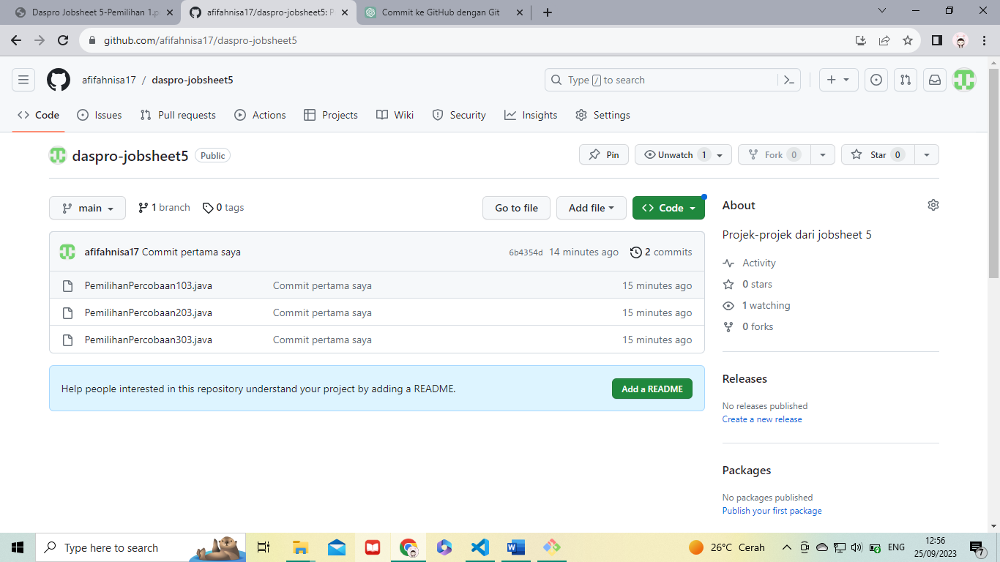 Daspro Jobsheet 5-Pemilihan 1.p
afifahnisa17/daspro-jobsheet5: P
Commit ke GitHub dengan Git
github.com/afifahnisa17/daspro-jobsheet5
afifahnisa17 / daspro-jobsheet5
Type / to search
Code Issues Pull requests Actions Projects Wiki Security Insights Settings
daspro-jobsheet5 Public
Pin Unwatch 1 Fork 0 Star 0
main 1 branch 0 tags
Go to file Add file Code
afifahnisa17 Commit pertama saya 6b4354d 14 minutes ago 2 commits
PemilihanPercobaan103.java Commit pertama saya 15 minutes ago
PemilihanPercobaan203.java Commit pertama saya 15 minutes ago
PemilihanPercobaan303.java Commit pertama saya 15 minutes ago
Help people interested in this repository understand your project by adding a README. Add a README
About
Projek-projek dari jobsheet 5
Activity
0 stars
1 watching
0 forks
Releases
No releases published
Create a new release
Packages
No packages published
Publish your first package
Type here to search
26°C Cerah
ENG
12:56
25/09/2023
7